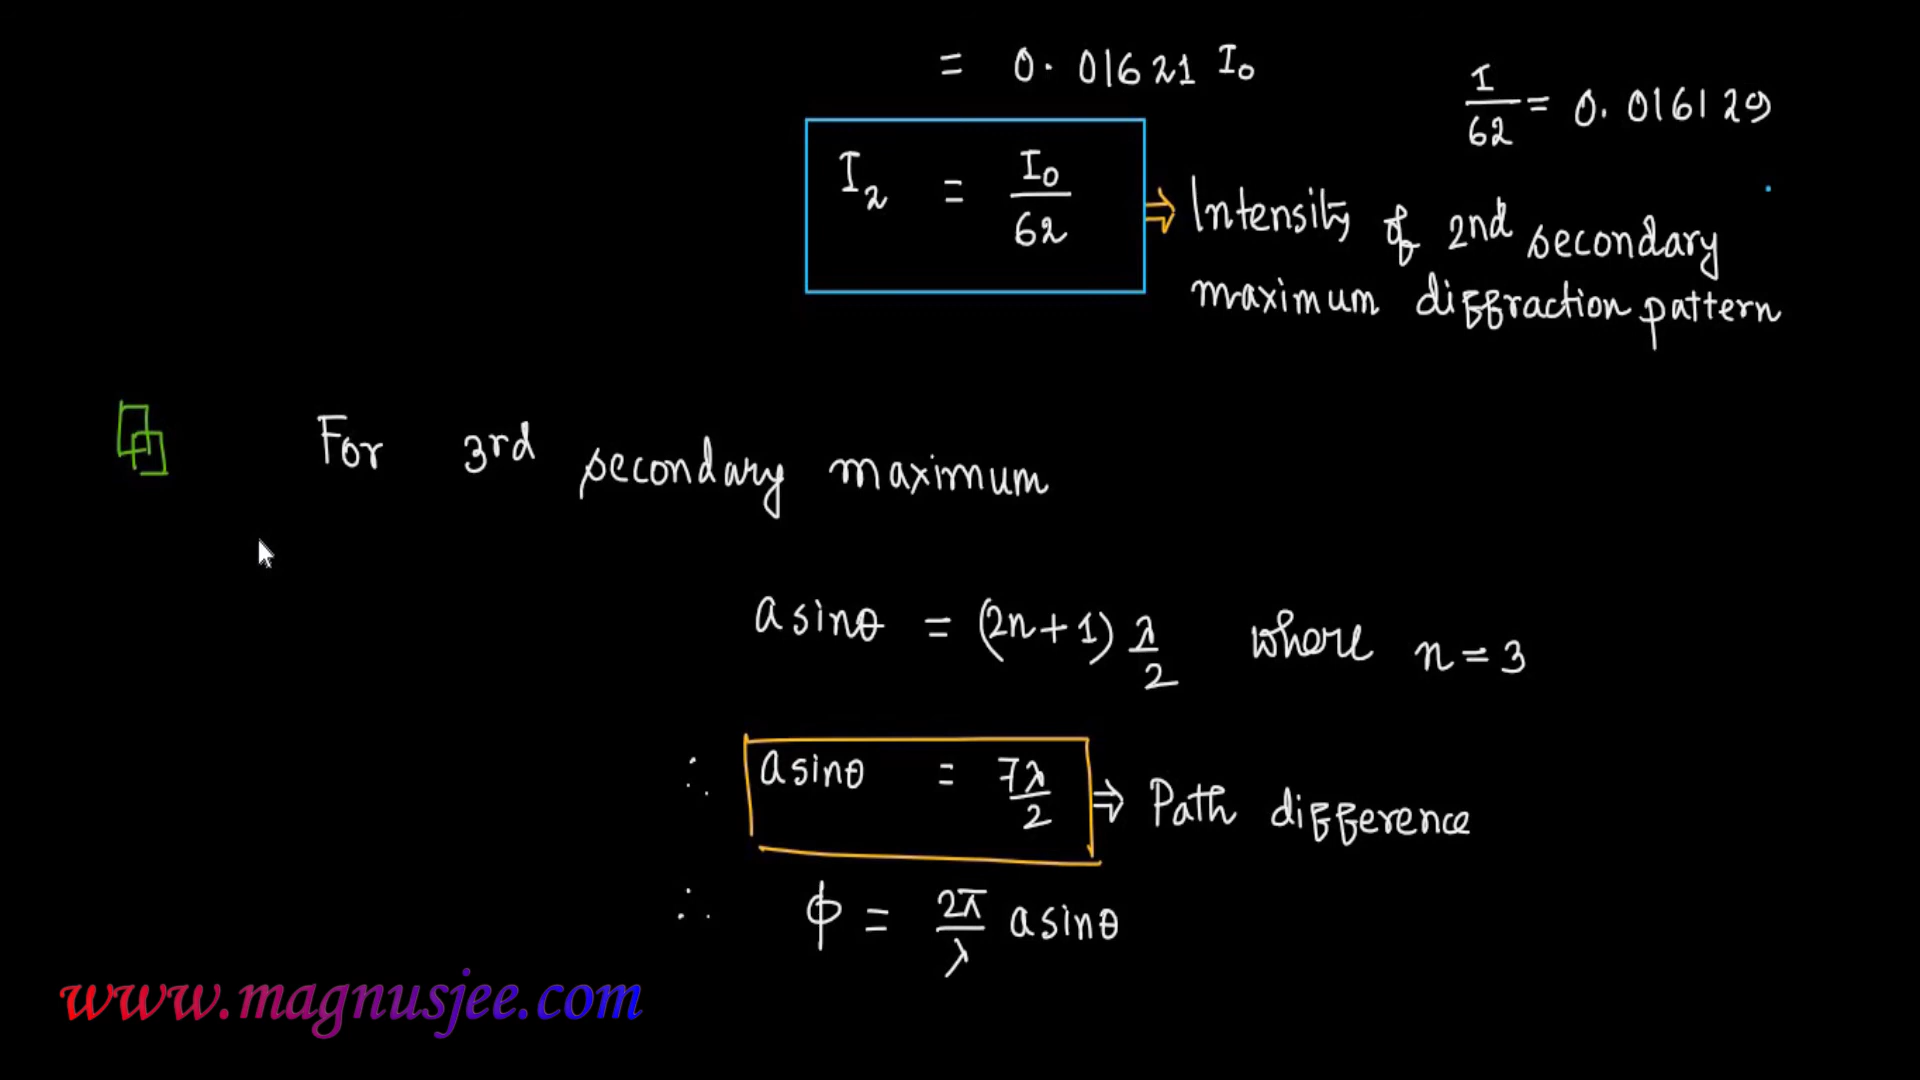 = 0.01621 I₀
I/62 = 0.016129
I₂ = I₀/62 ⇒ Intensity of 2nd secondary
maximum diffraction pattern
For 3rd secondary maximum
a sinθ = (2n+1) λ/2 where n=3
∴ a sinθ = 7λ/2 ⇒ Path difference
∴ ϕ = 2π/λ a sinθ
www.magnusjee.com